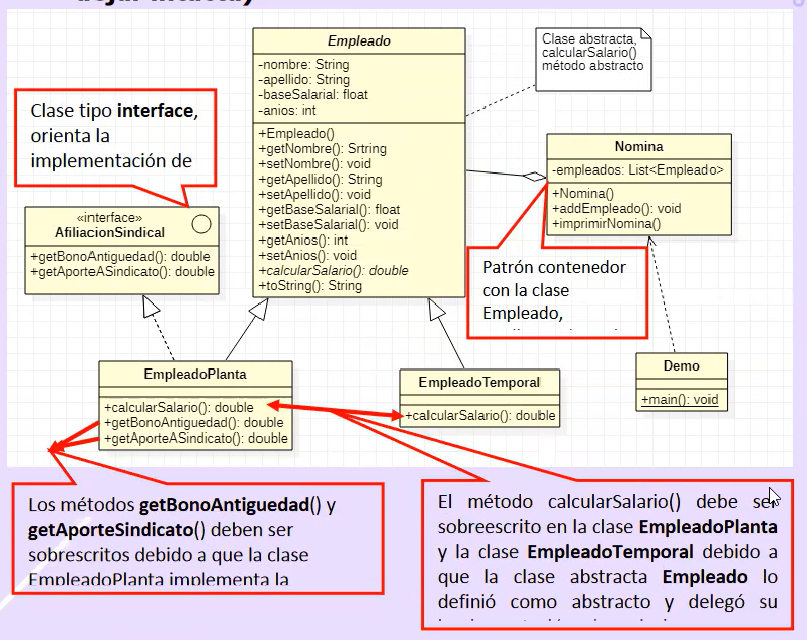 Empleado
-nombre: String
-apellido: String
-baseSalarial: float
-anios: int
+Empleado()
+getNombre(): Srtring
+setNombre(): void
+getApellido(): String
+setApellido(): void
+getBaseSalarial(): float
+setBaseSalarial(): void
+getAnios(): int
+setAnios(): void
+calcularSalario(): double
+toString(): String
Clase abstracta,
calcularSalario()
método abstracto
Clase tipo interface,
orienta la
implementación de
«interface»
AfiliacionSindical
+getBonoAntiguedad(): double
+getAporteASindicato(): double
Nomina
-empleados: List<Empleado>
+Nomina()
+addEmpleado(): void
+imprimirNomina()
Patrón contenedor
con la clase
Empleado,
Demo
+main(): void
EmpleadoPlanta
+calcularSalario(): double
+getBonoAntiguedad(): double
+getAporteASindicato(): double
EmpleadoTemporal
+calcularSalario(): double
Los métodos getBonoAntiguedad() y
getAporteSindicato() deben ser
sobrescritos debido a que la clase
EmpleadoPlanta implementa la
El método calcularSalario() debe ser
sobreescrito en la clase EmpleadoPlanta
y la clase EmpleadoTemporal debido a
que la clase abstracta Empleado lo
definió como abstracto y delegó su